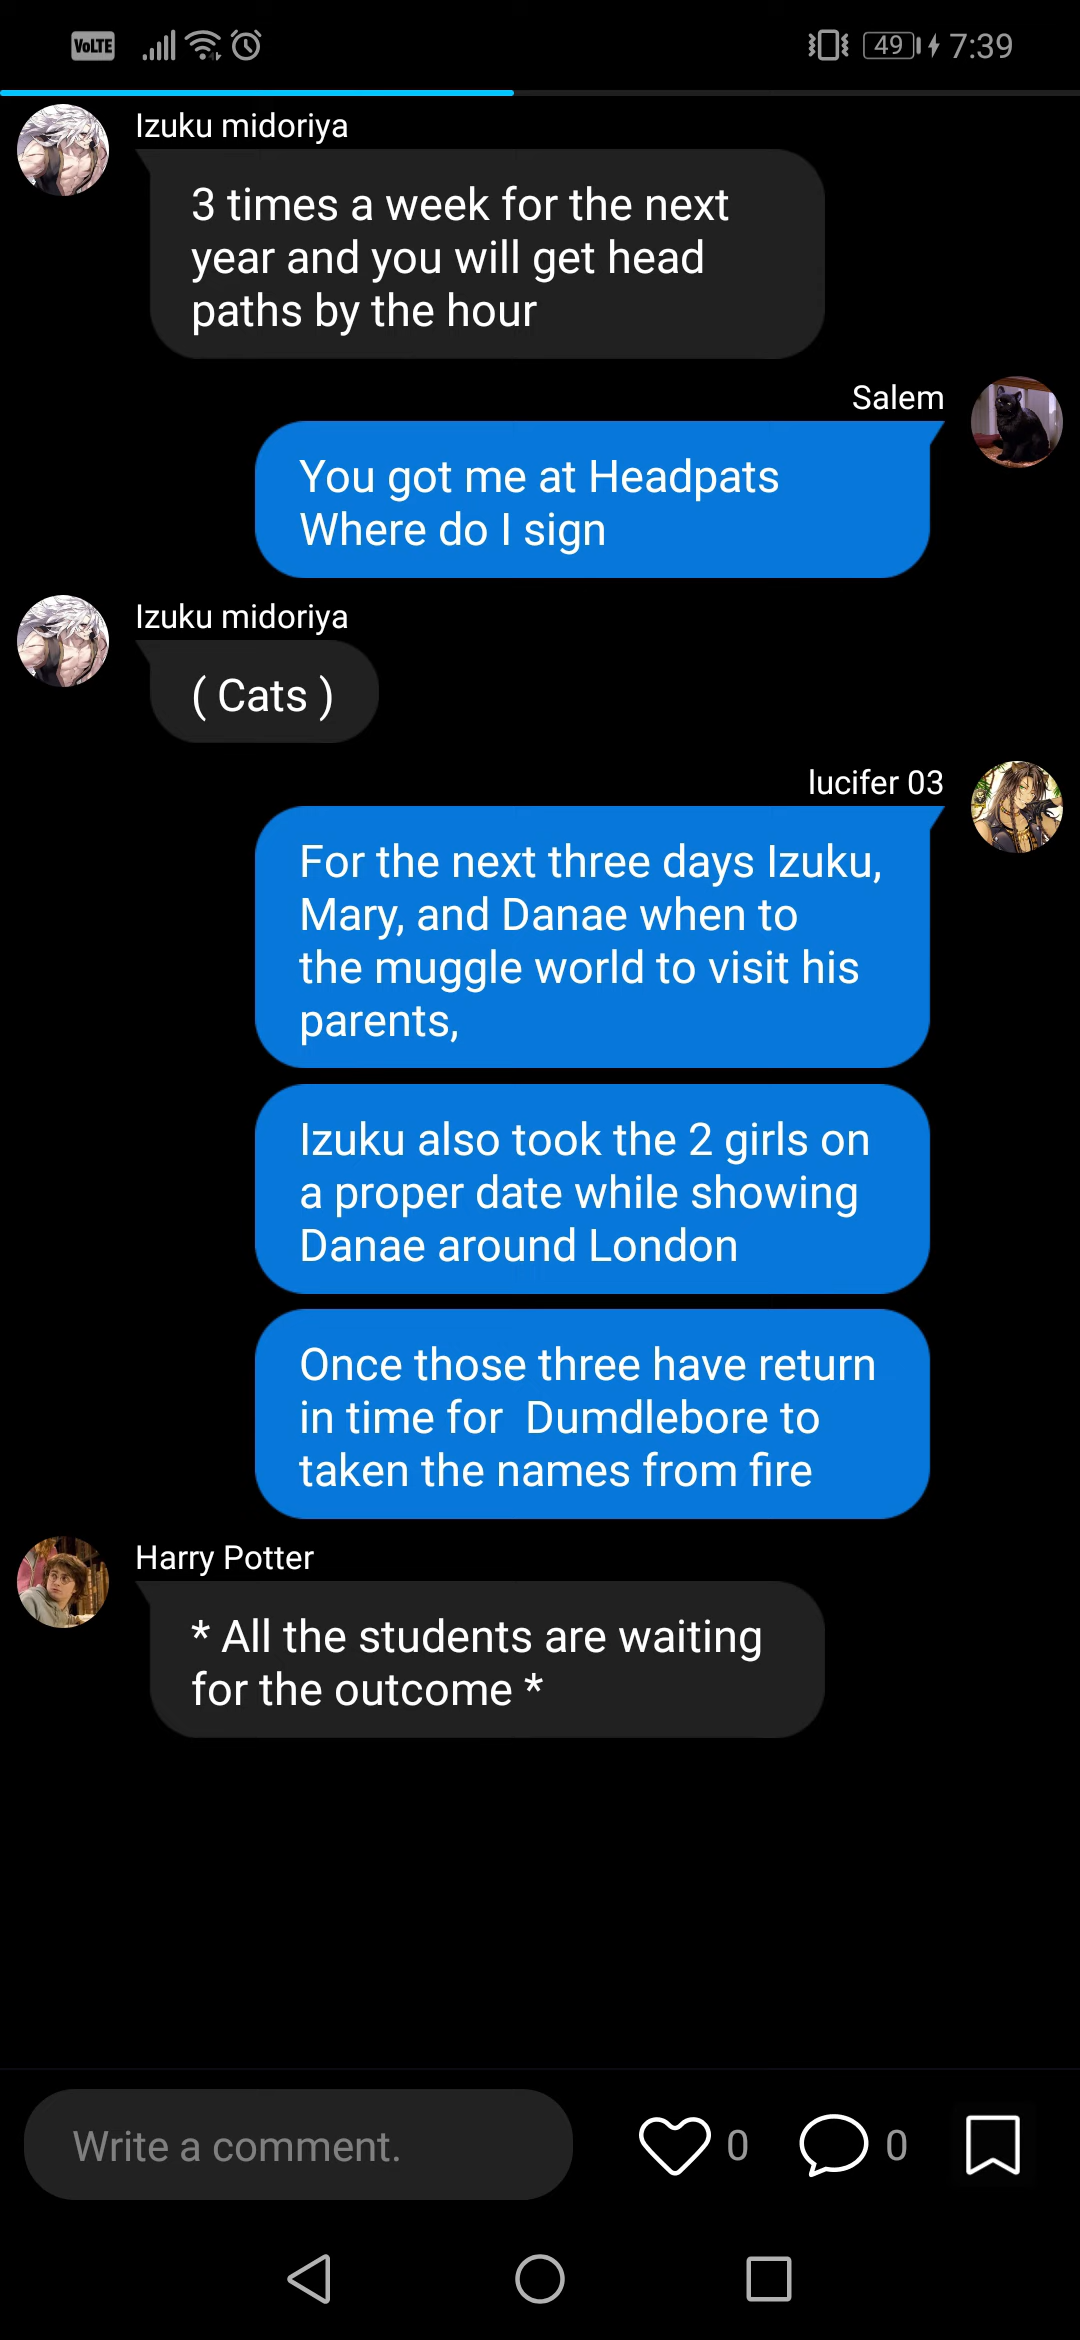 VoLTE 49 7:39
Izuku midoriya
3 times a week for the next
year and you will get head
paths by the hour
Salem
You got me at Headpats
Where do I sign
Izuku midoriya
( Cats )
lucifer 03
For the next three days Izuku,
Mary, and Danae when to
the muggle world to visit his
parents,
Izuku also took the 2 girls on
a proper date while showing
Danae around London
Once those three have return
in time for  Dumdlebore to
taken the names from fire
Harry Potter
* All the students are waiting
for the outcome *
Write a comment. 0 0